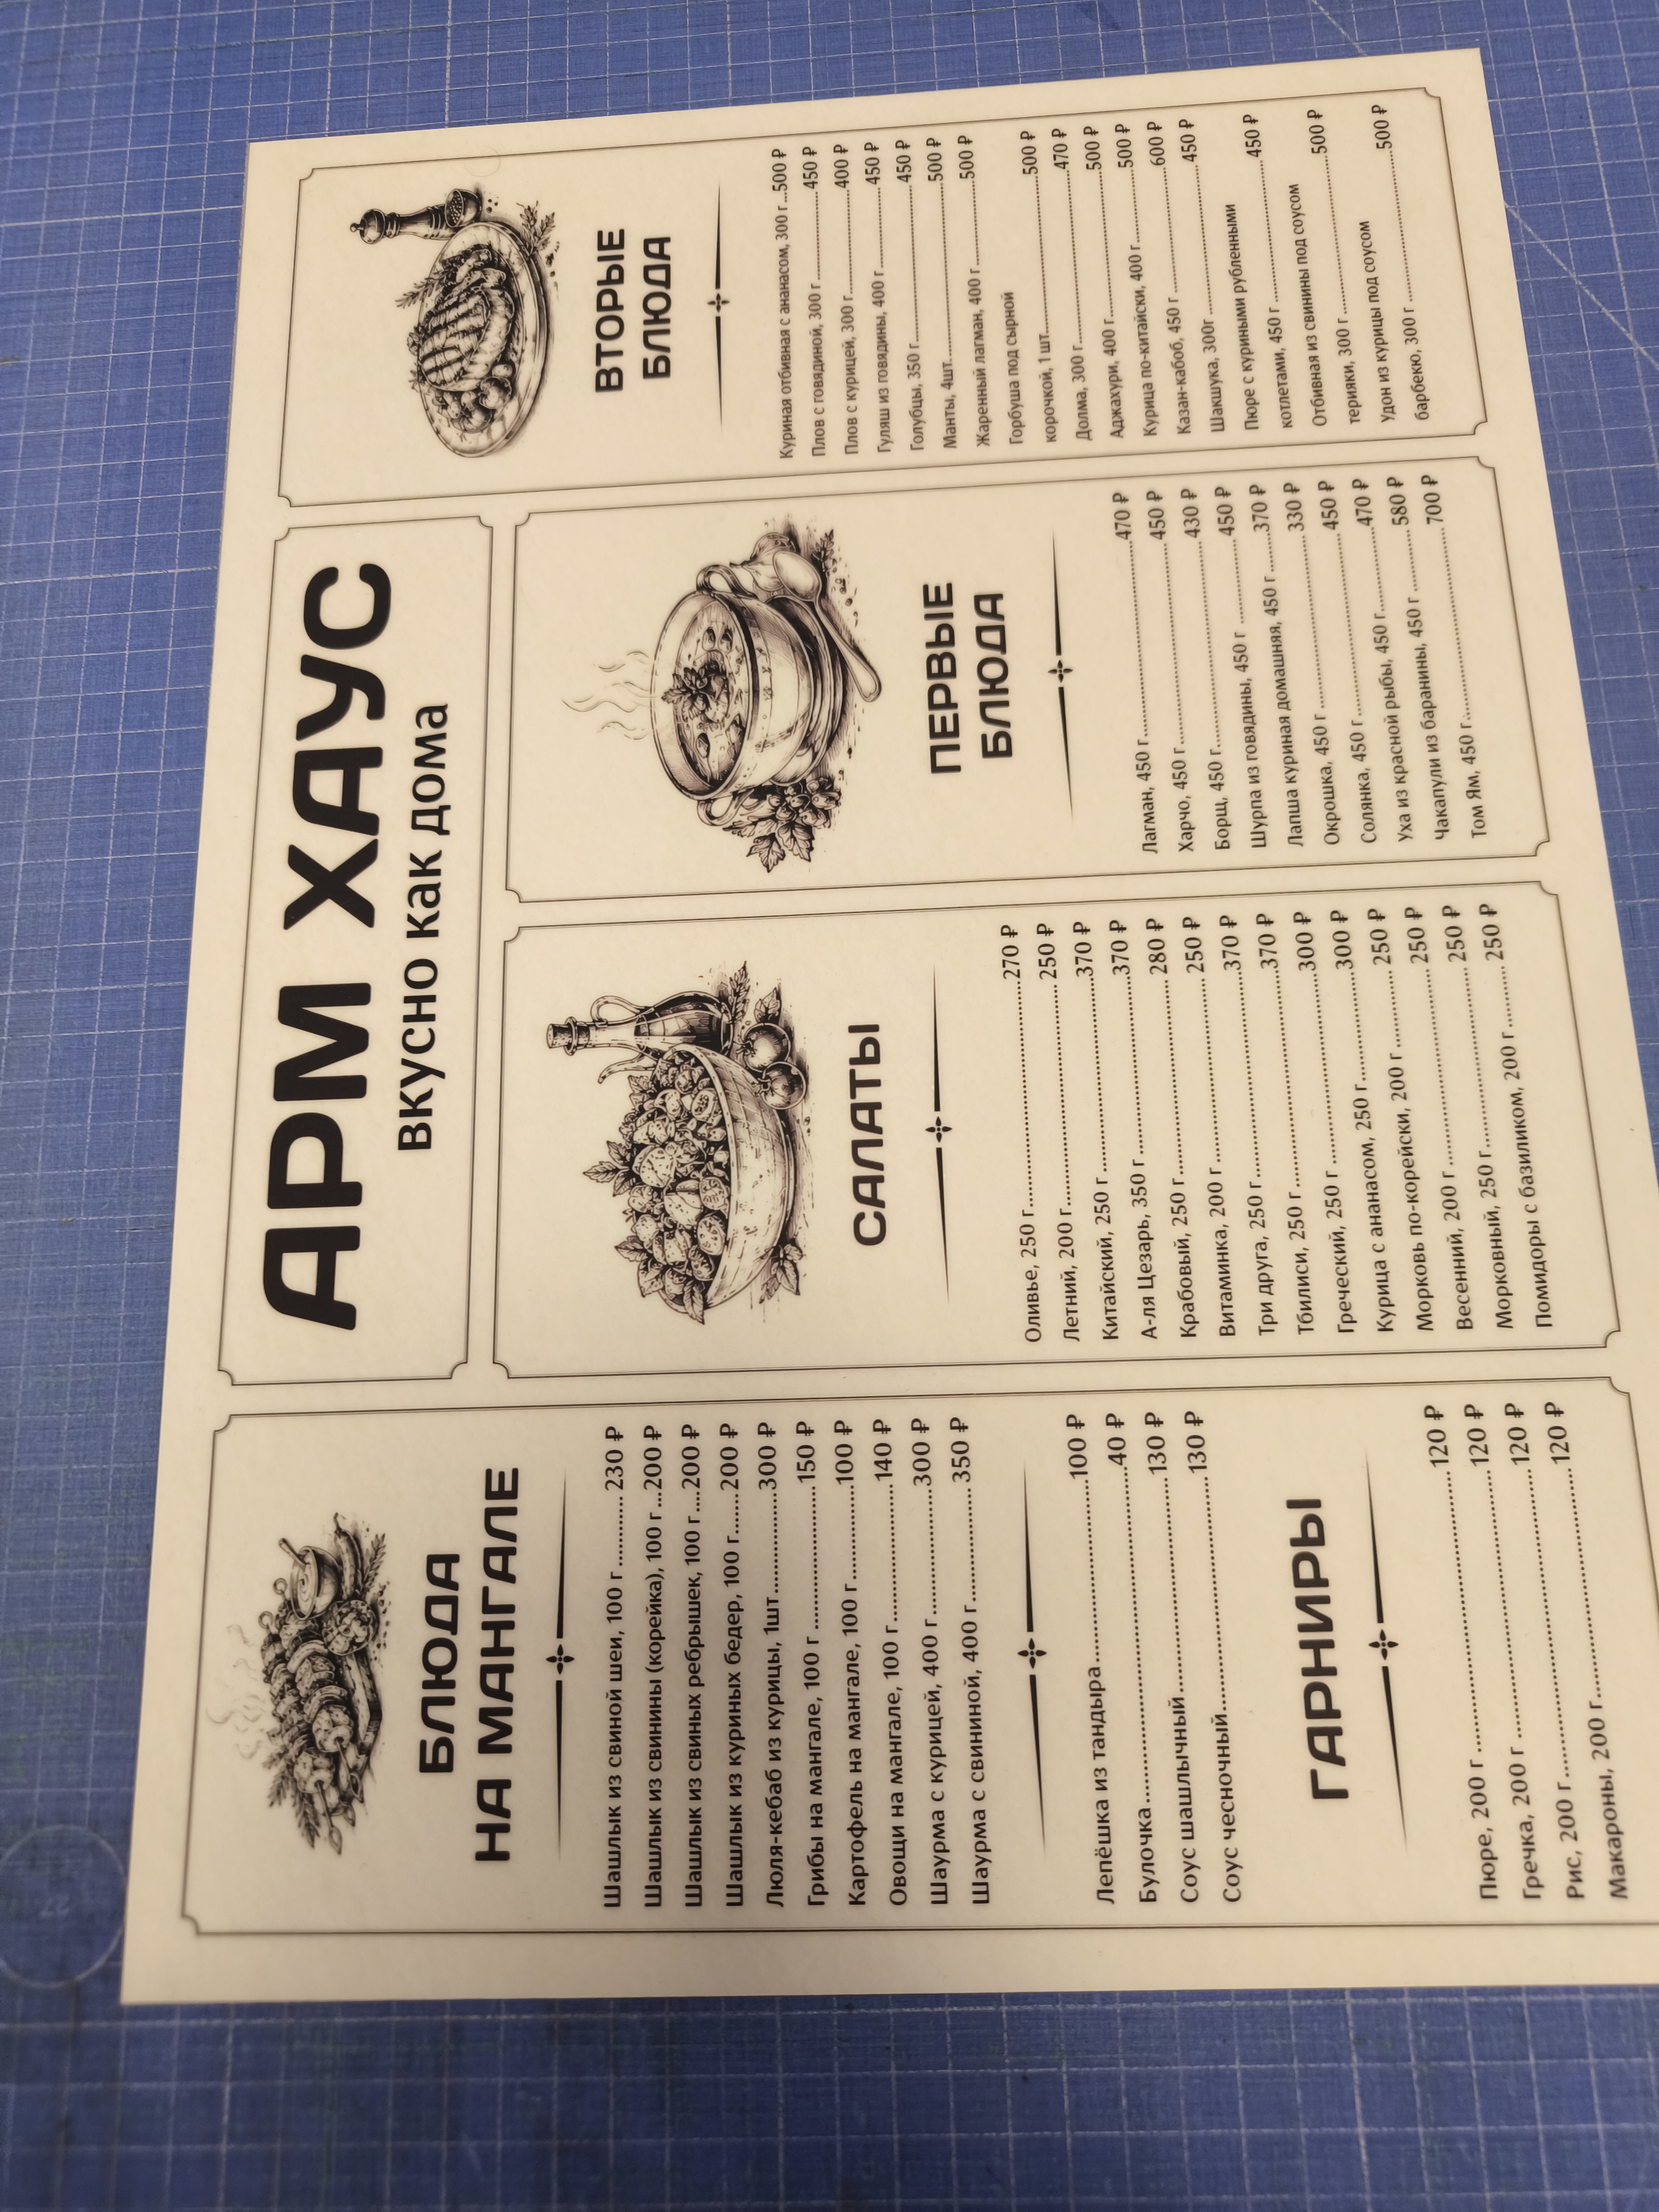 АРМ ХАУС
Вкусно как дома
БЛЮДА
НА МАНГАЛЕ
Шашлык из свиной шеи, 100 г ............ 230 ₽
Шашлык из свинины (корейка), 100 г ...200 ₽
Шашлык из свиных ребрышек, 100 г ....200 ₽
Шашлык из куриных бедер, 100 г.........200 ₽
Люля-кебаб из курицы, 1шт..................300 ₽
Грибы на мангале, 100 г ........................150 ₽
Картофель на мангале, 100 г ................100 ₽
Овощи на мангале, 100 г ......................140 ₽
Шаурма с курицей, 400 г......................300 ₽
Шаурма с свининой, 400 г....................350 ₽
Лепёшка из тандыра..............................100 ₽
Булочка..................................................40 ₽
Соус шашлычный..................................130 ₽
Соус чесночный....................................130 ₽
ГАРНИРЫ
Пюре, 200 г ............................................120 ₽
Гречка, 200 г ..........................................120 ₽
Рис, 200 г................................................120 ₽
Макароны, 200 г....................................120 ₽
САЛАТЫ
Оливье, 250 г..................................270 ₽
Летний, 200 г.................................. 250 ₽
Китайский, 250 г ............................370 ₽
А-ля Цезарь, 350 г ..........................370 ₽
Крабовый, 250 г.............................. 280 ₽
Витаминка, 200 г ............................250 ₽
Три друга, 250 г..............................370 ₽
Тбилиси, 250 г................................370 ₽
Греческий, 250 г ............................300 ₽
Курица с ананасом, 250 г................300 ₽
Морковь по-корейски, 200 г .......... 250 ₽
Весенний, 200 г .............................. 250 ₽
Морковный, 250 г............................ 250 ₽
Помидоры с базиликом, 200 г ........ 250 ₽
ПЕРВЫЕ
БЛЮДА
Лагман, 450 г..................................470 ₽
Харчо, 450 г.................................... 450 ₽
Борщ, 450 г.................................... 430 ₽
Шурпа из говядины, 450 г .............. 450 ₽
Лапша куриная домашняя, 450 г ......370 ₽
Окрошка, 450 г .............................. 330 ₽
Солянка, 450 г................................450 ₽
Уха из красной рыбы, 450 г..............470 ₽
Чакапули из баранины, 450 г .......... 580 ₽
Том Ям, 450 г..................................700 ₽
ВТОРЫЕ
БЛЮДА
Куриная отбивная с ананасом, 300 г ...500 ₽
Плов с говядиной, 300 г ..................450 ₽
Плов с курицей, 300 г......................400 ₽
Гуляш из говядины, 400 г ................450 ₽
Голубцы, 350 г................................450 ₽
Манты, 4шт....................................500 ₽
Жаренный лагман, 400 г ..................500 ₽
Горбуша под сырной
корочкой, 1 шт................................500 ₽
Долма, 300 г....................................470 ₽
Аджахури, 400 г..............................500 ₽
Курица по-китайски, 400 г................500 ₽
Казан-кабоб, 450 г ..........................600 ₽
Шакшука, 300г ................................450 ₽
Пюре с куриными рубленными
котлетами, 450 г ..............................450 ₽
Отбивная из свинины под соусом
терияки, 300 г ..................................500 ₽
Удон из курицы под соусом
барбекю, 300 г ................................500 ₽